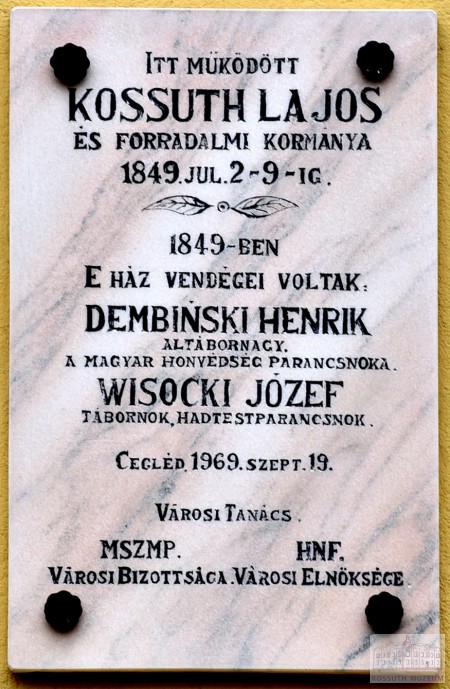 ITT MŰKÖDÖTT
KOSSUTH LAJOS
ÉS FORRADALMI KORMÁNYA
1849. JUL. 2-9-IG.
1849-BEN
E HÁZ VENDÉGEI VOLTAK:
DEMBIŃSKI HENRIK
ALTÁBORNAGY,
A MAGYAR HONVÉDSÉG PARANCSNOKA.
WISOCKI JÓZEF
TÁBORNOK, HADTESTPARANCSNOK.
CEGLÉD, 1969. SZEPT. 19.
VÁROSI TANÁCS.
MSZMP. HNF.
VÁROSI BIZOTTSÁGA. VÁROSI ELNÖKSÉGE.
KOSSUTH MÚZEUM